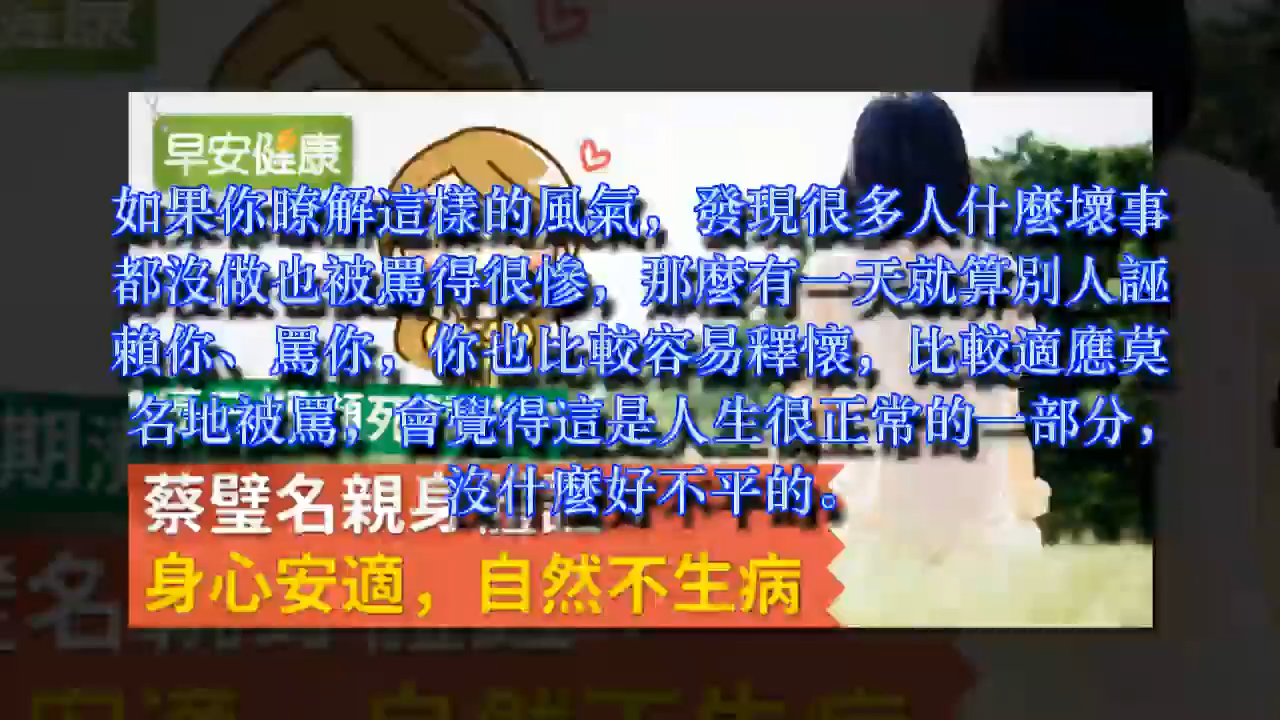 早安健康
如果你瞭解這樣的風氣，發現很多人什麼壞事
都沒做也被罵得很慘，那麼有一天就算別人誣
賴你、罵你，你也比較容易釋懷，比較適應莫
名地被罵，會覺得這是人生很正常的一部分，
沒什麼好不平的。
蔡璧名親身
身心安適，自然不生病